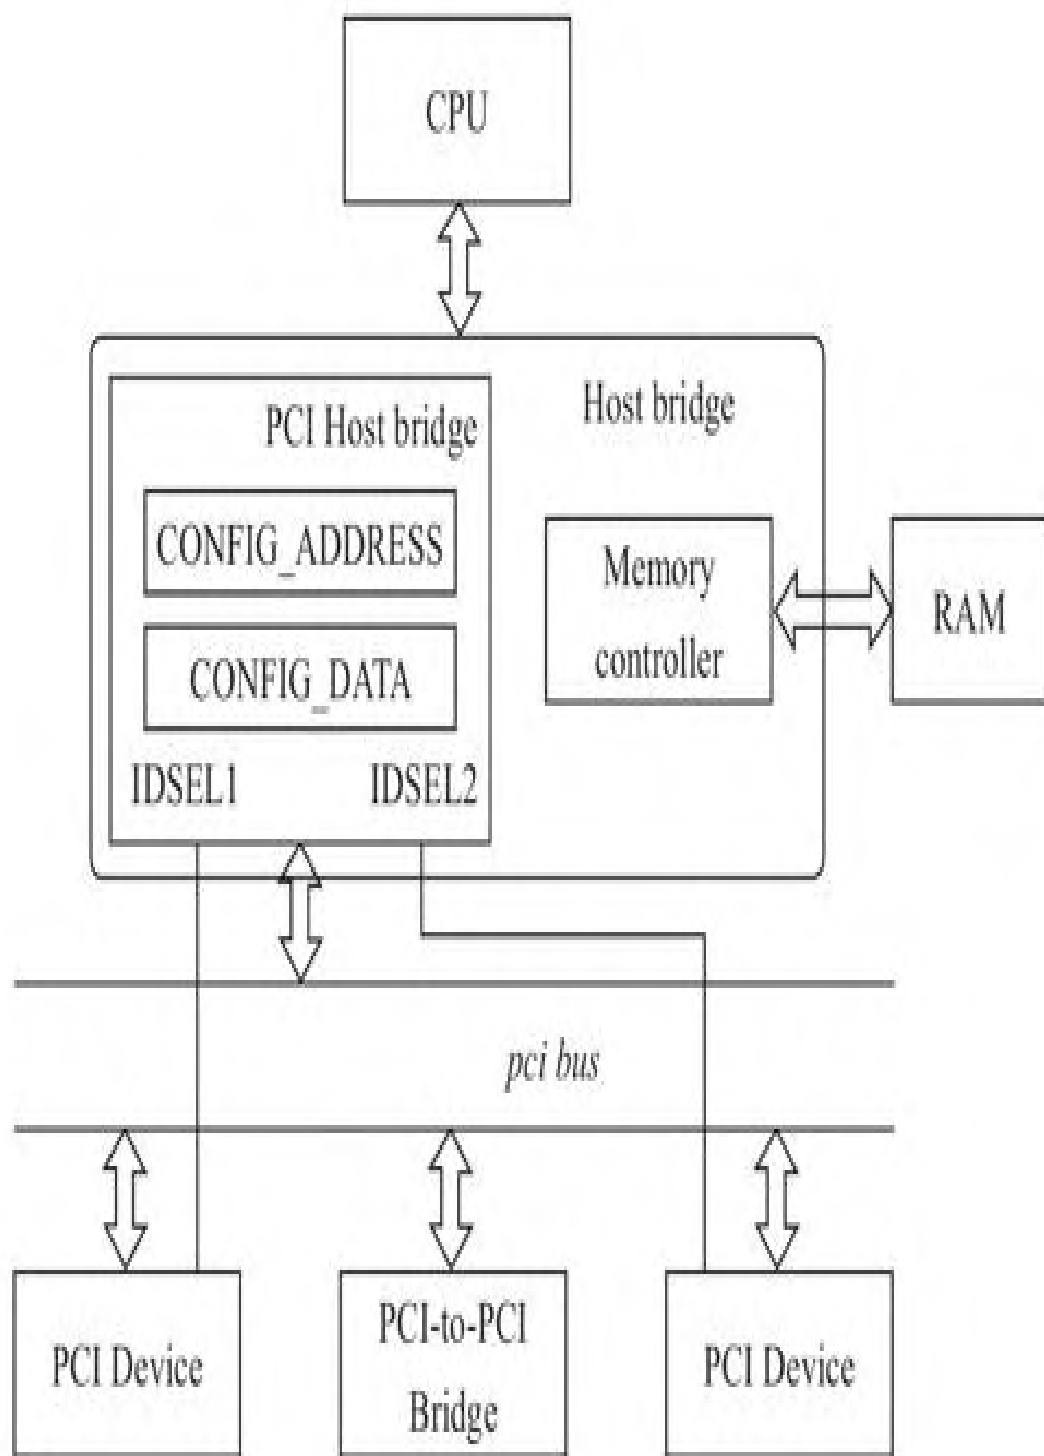 CPU
PCI Host bridge
Host bridge
CONFIG_ADDRESS
CONFIG_DATA
IDSEL1
IDSEL2
Memory
controller
RAM
pci bus
PCI Device
PCI-to-PCI
Bridge
PCI Device